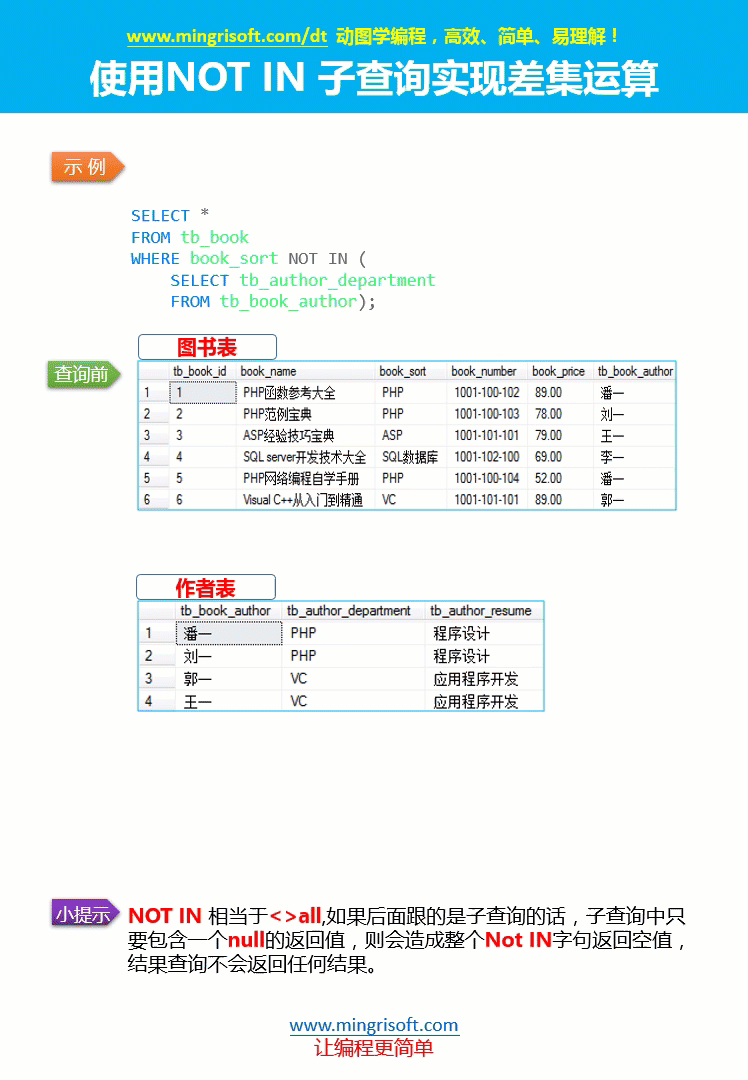 www.mingrisoft.com/dt 动图学编程，高效、简单、易理解！
使用NOT IN 子查询实现差集运算
示 例
SELECT *
FROM tb_book
WHERE book_sort NOT IN (
SELECT tb_author_department
FROM tb_book_author);
图书表
查询前
tb_book_id book_name book_sort book_number book_price tb_book_author
1 1 PHP函数参考大全 PHP 1001-100-102 89.00 潘一
2 2 PHP范例宝典 PHP 1001-100-103 78.00 刘一
3 3 ASP经验技巧宝典 ASP 1001-101-101 79.00 王一
4 4 SQL server开发技术大全 SQL数据库 1001-102-100 69.00 李一
5 5 PHP网络编程自学手册 PHP 1001-100-104 52.00 潘一
6 6 Visual C++从入门到精通 VC 1001-101-101 89.00 郭一
作者表
tb_book_author tb_author_department tb_author_resume
1 潘一 PHP 程序设计
2 刘一 PHP 程序设计
3 郭一 VC 应用程序开发
4 王一 VC 应用程序开发
小提示
NOT IN 相当于<>all,如果后面跟的是子查询的话，子查询中只
要包含一个null的返回值，则会造成整个Not IN字句返回空值，
结果查询不会返回任何结果。
www.mingrisoft.com
让编程更简单